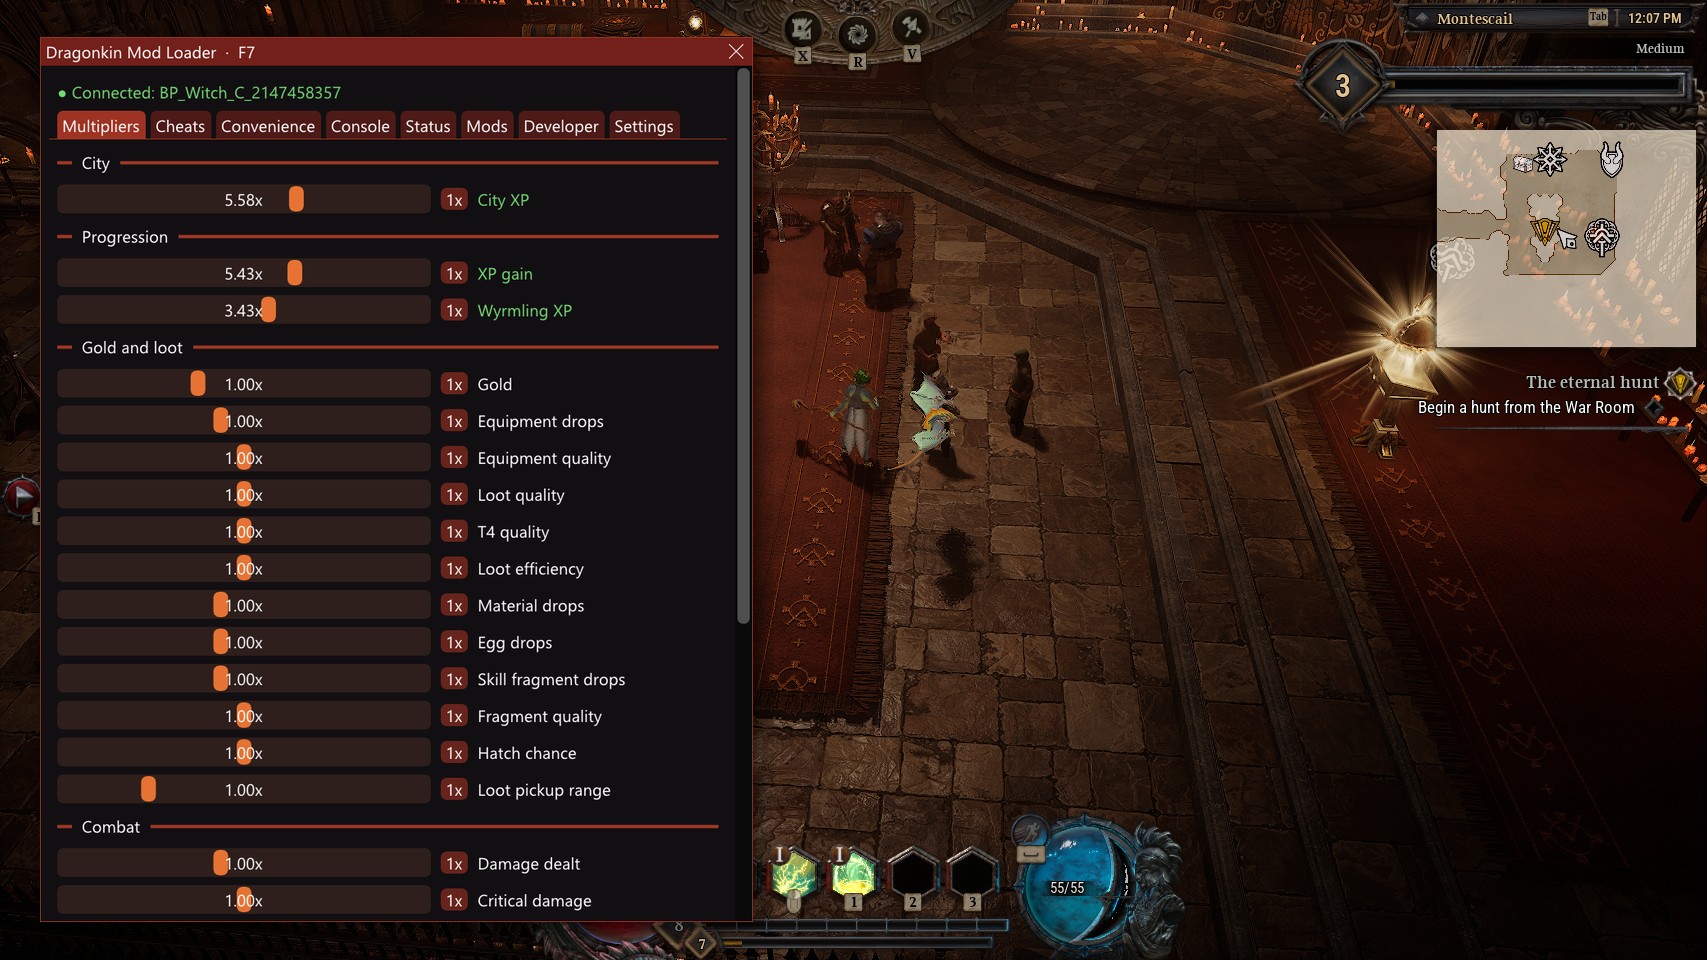 Dragonkin Mod Loader · F7
● Connected: BP_Witch_C_2147458357
Multipliers Cheats Convenience Console Status Mods Developer Settings
City
5.58x 1x City XP
Progression
5.43x 1x XP gain
3.43x 1x Wyrmling XP
Gold and loot
1.00x 1x Gold
1.00x 1x Equipment drops
1.00x 1x Equipment quality
1.00x 1x Loot quality
1.00x 1x T4 quality
1.00x 1x Loot efficiency
1.00x 1x Material drops
1.00x 1x Egg drops
1.00x 1x Skill fragment drops
1.00x 1x Fragment quality
1.00x 1x Hatch chance
1.00x 1x Loot pickup range
Combat
1.00x 1x Damage dealt
1.00x 1x Critical damage
X R V
Montescail Tab 12:07 PM
Medium
3
The eternal hunt
Begin a hunt from the War Room
I I
1 2 3
55/55
8
7